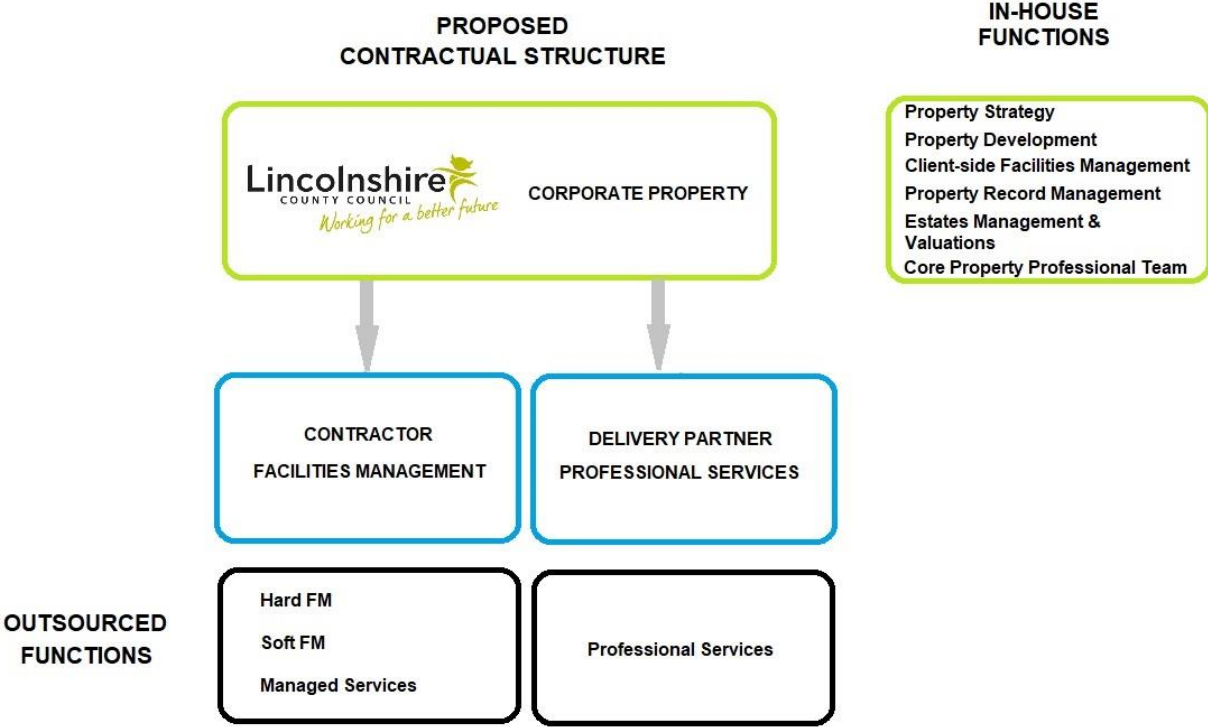 PROPOSED
CONTRACTUAL STRUCTURE
IN-HOUSE
FUNCTIONS
Lincolnshire
COUNTY COUNCIL
Working for a better future
CORPORATE PROPERTY
Property Strategy
Property Development
Client-side Facilities Management
Property Record Management
Estates Management &
Valuations
Core Property Professional Team
CONTRACTOR
FACILITIES MANAGEMENT
DELIVERY PARTNER
PROFESSIONAL SERVICES
OUTSOURCED
FUNCTIONS
Hard FM
Soft FM
Managed Services
Professional Services